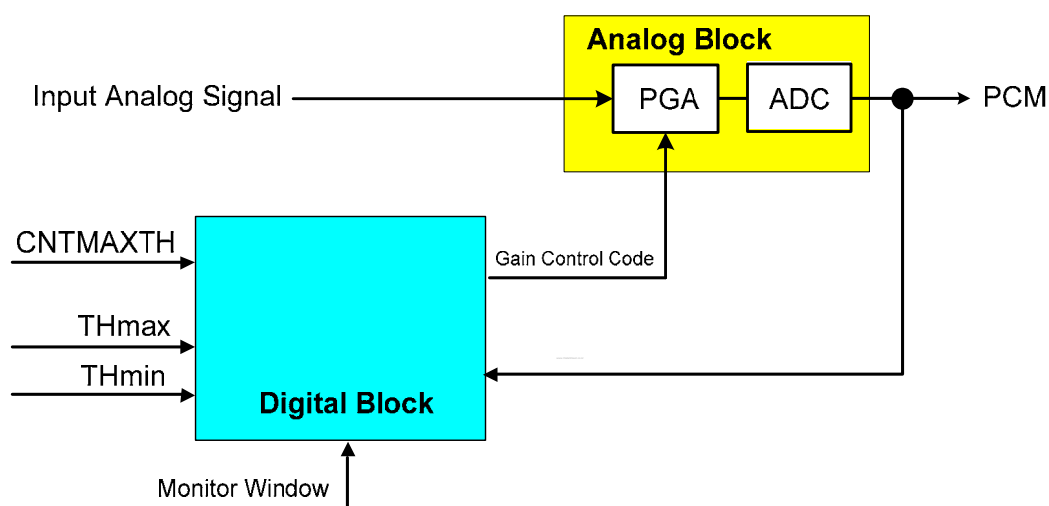 Analog Block
Input Analog Signal
PGA
ADC
PCM
CNTMAXTH
Gain Control Code
THmax
THmin
Digital Block
Monitor Window